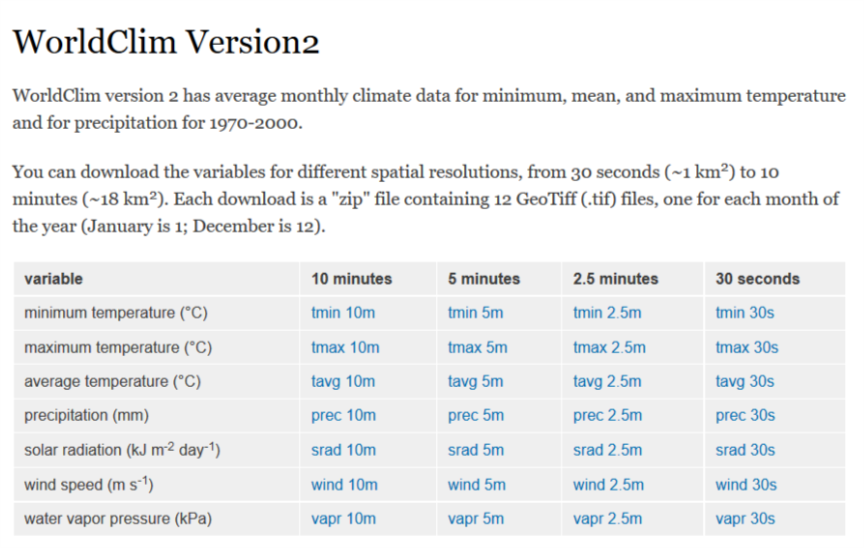 WorldClim Version2
WorldClim version 2 has average monthly climate data for minimum, mean, and maximum temperature
and for precipitation for 1970-2000.
You can download the variables for different spatial resolutions, from 30 seconds (~1 km²) to 10
minutes (~18 km²). Each download is a "zip" file containing 12 GeoTiff (.tif) files, one for each month of
the year (January is 1; December is 12).
variable 10 minutes 5 minutes 2.5 minutes 30 seconds
minimum temperature (°C) tmin 10m tmin 5m tmin 2.5m tmin 30s
maximum temperature (°C) tmax 10m tmax 5m tmax 2.5m tmax 30s
average temperature (°C) tavg 10m tavg 5m tavg 2.5m tavg 30s
precipitation (mm) prec 10m prec 5m prec 2.5m prec 30s
solar radiation (kJ m⁻² day⁻¹) srad 10m srad 5m srad 2.5m srad 30s
wind speed (m s⁻¹) wind 10m wind 5m wind 2.5m wind 30s
water vapor pressure (kPa) vapr 10m vapr 5m vapr 2.5m vapr 30s